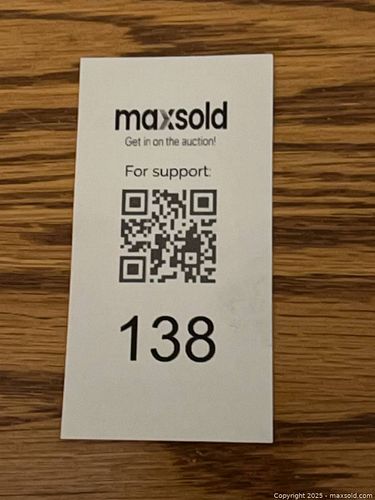 maxsold
Get in on the auction!
For support:
138
Copyright 2025 - maxsold.com